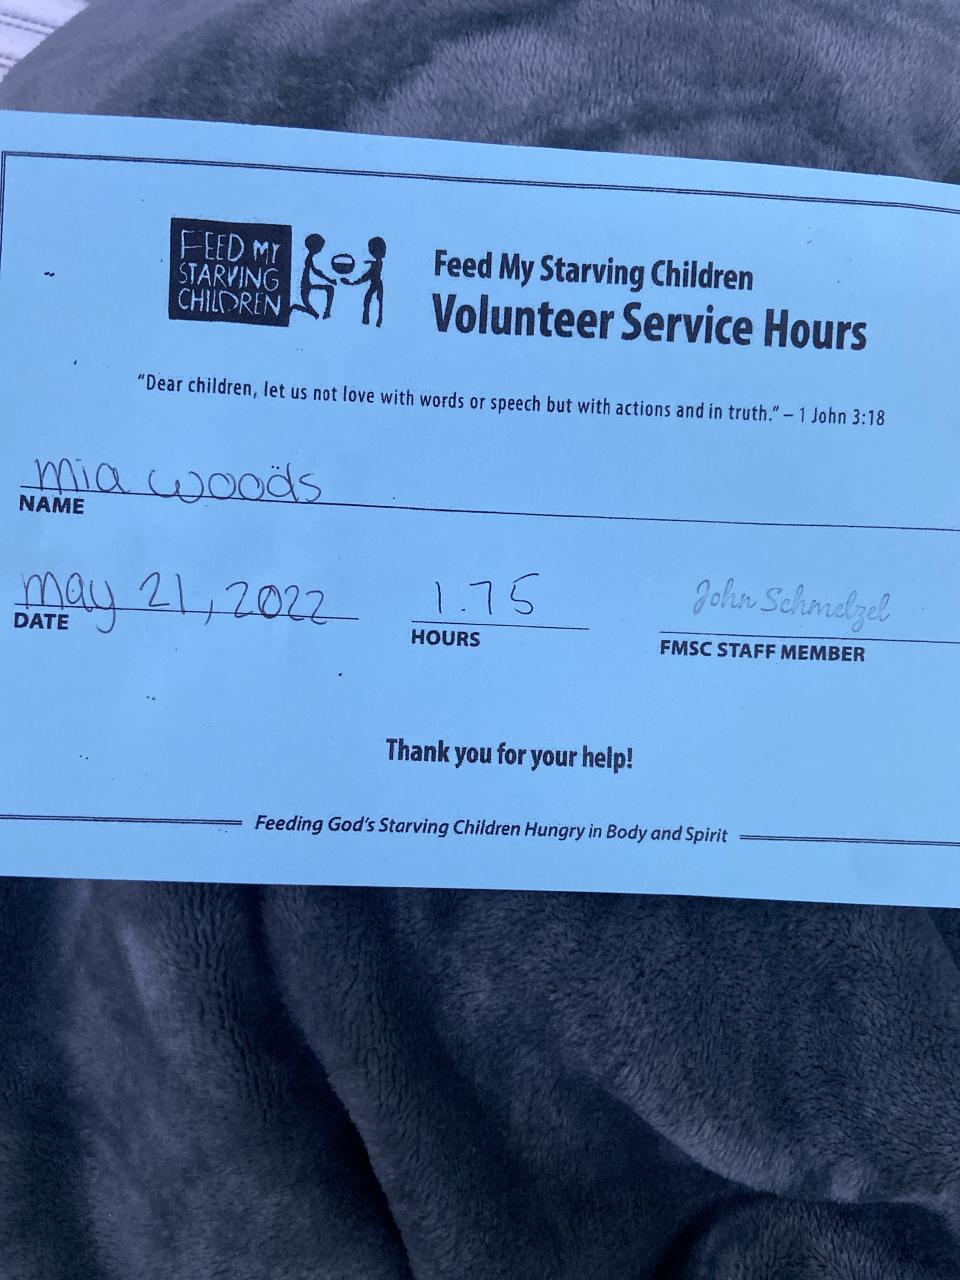 FEED MY
STARVING
CHILDREN
Feed My Starving Children
Volunteer Service Hours
"Dear children, let us not love with words or speech but with actions and in truth." – 1 John 3:18
mia woods
NAME
may 21, 2022 1.75 John Schmelzel
DATE HOURS FMSC STAFF MEMBER
Thank you for your help!
Feeding God's Starving Children Hungry in Body and Spirit